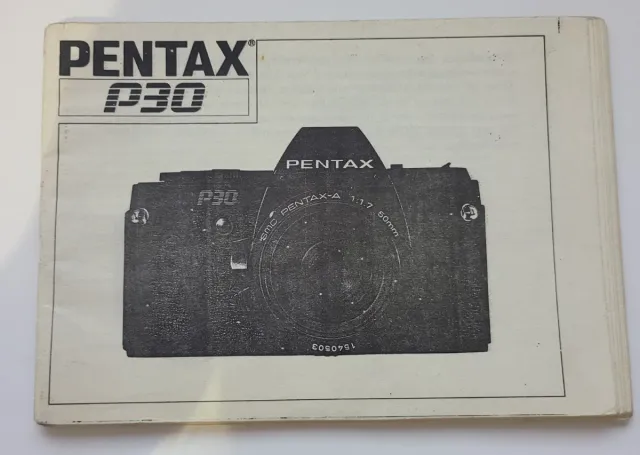 PENTAX®
P30
PENTAX
P30
SMC PENTAX-A 1:1.7 50mm
1540503